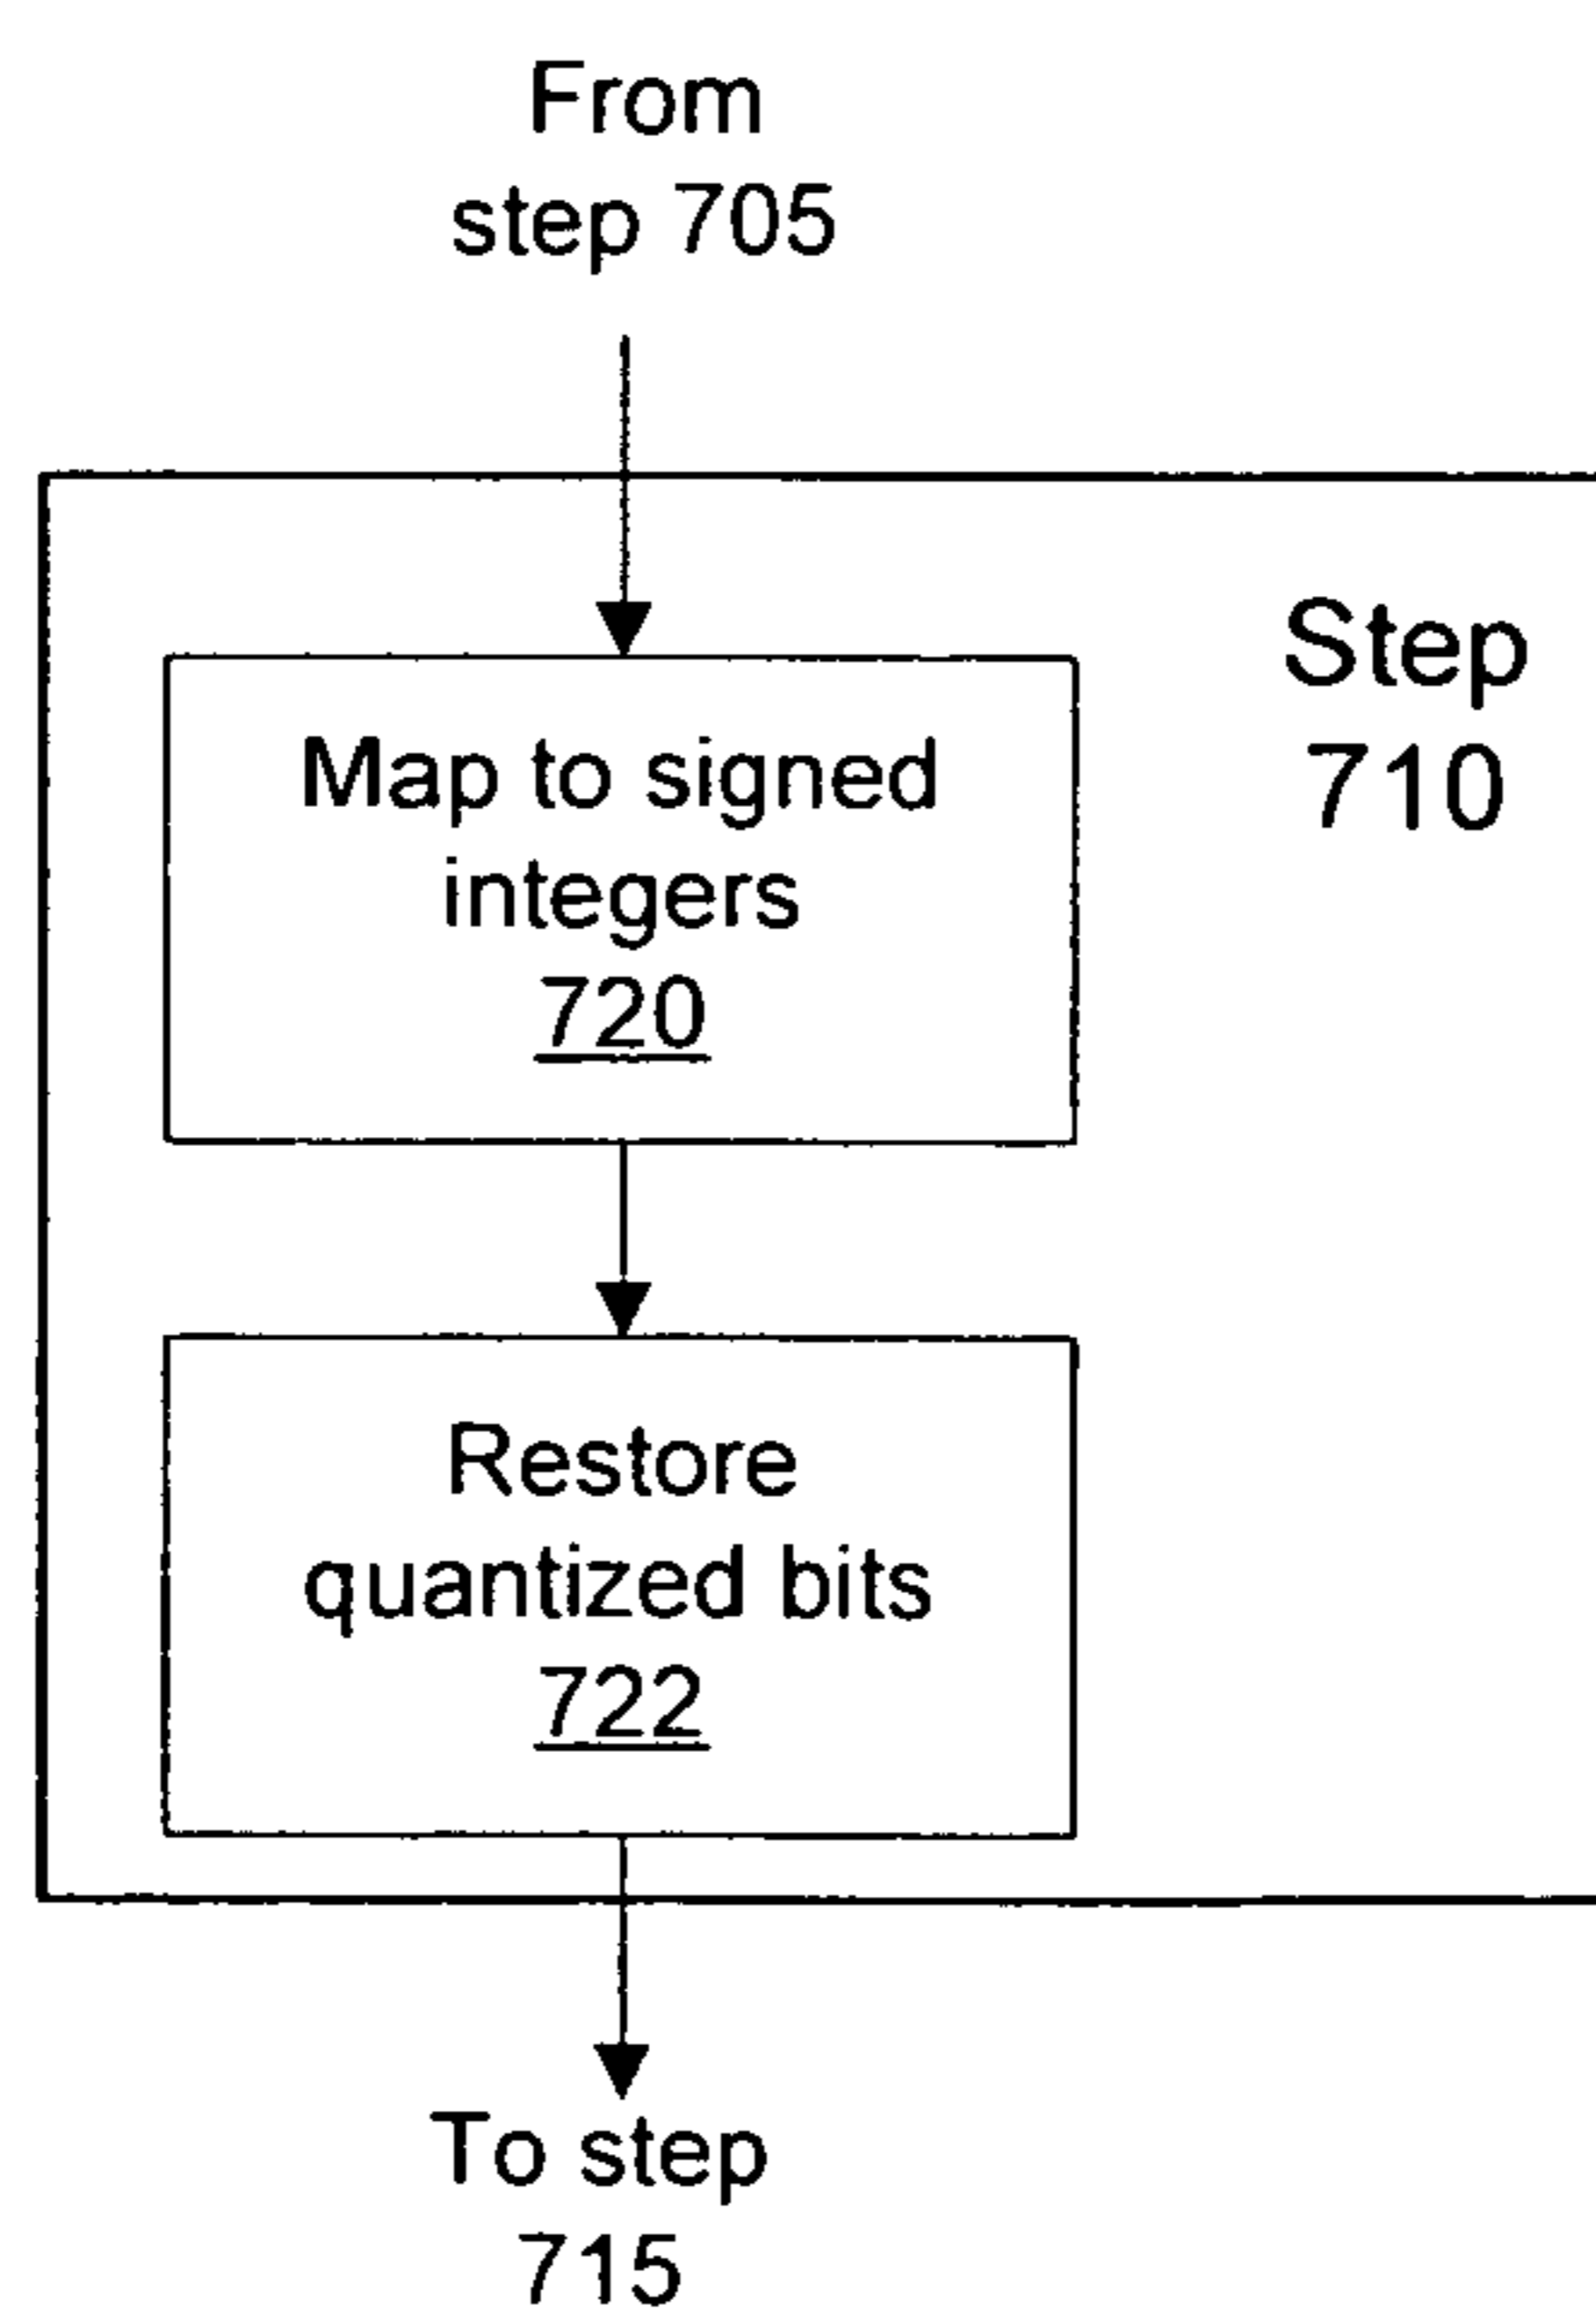 From
step 705
Step
710
Map to signed
integers
720
Restore
quantized bits
722
To step
715